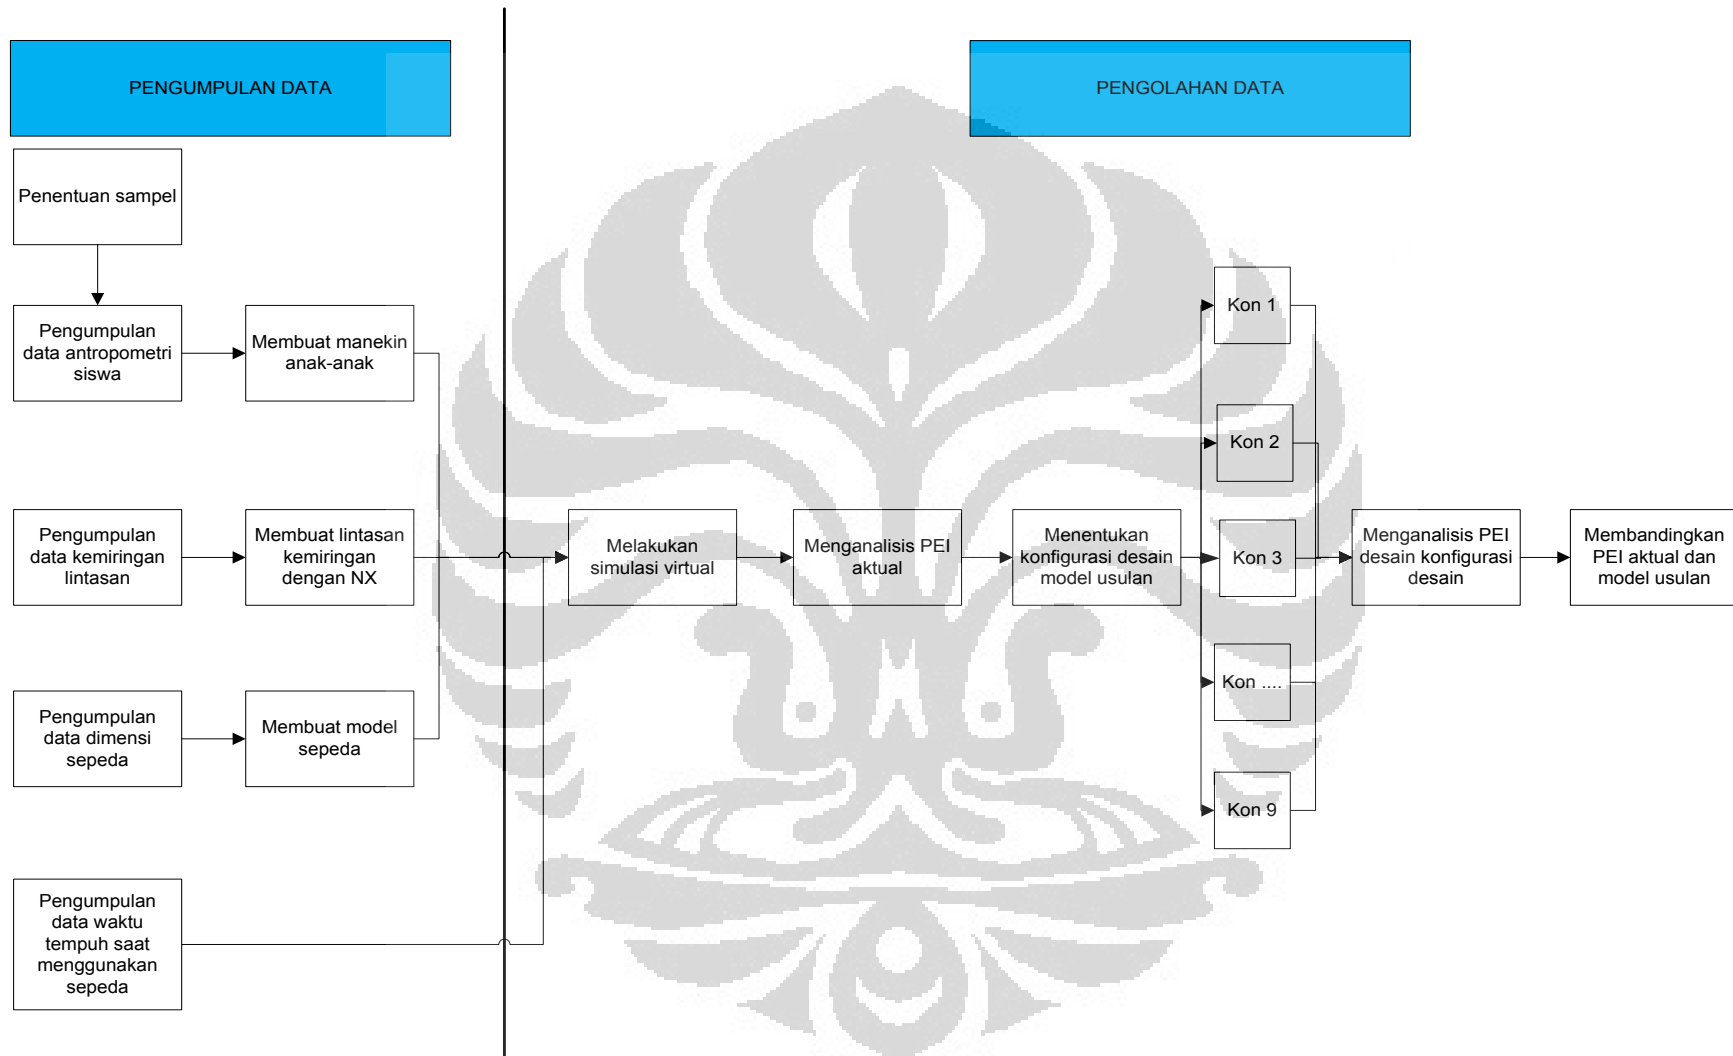 PENGUMPULAN DATA
PENGOLAHAN DATA
Penentuan sampel
Pengumpulan
data antropometri
siswa
Membuat manekin
anak-anak
Pengumpulan
data kemiringan
lintasan
Membuat lintasan
kemiringan
dengan NX
Pengumpulan
data dimensi
sepeda
Membuat model
sepeda
Pengumpulan
data waktu
tempuh saat
menggunakan
sepeda
Melakukan
simulasi virtual
Menganalisis PEI
aktual
Menentukan
konfigurasi desain
model usulan
Kon 1
Kon 2
Kon 3
Kon ....
Kon 9
Menganalisis PEI
desain konfigurasi
desain
Membandingkan
PEI aktual dan
model usulan